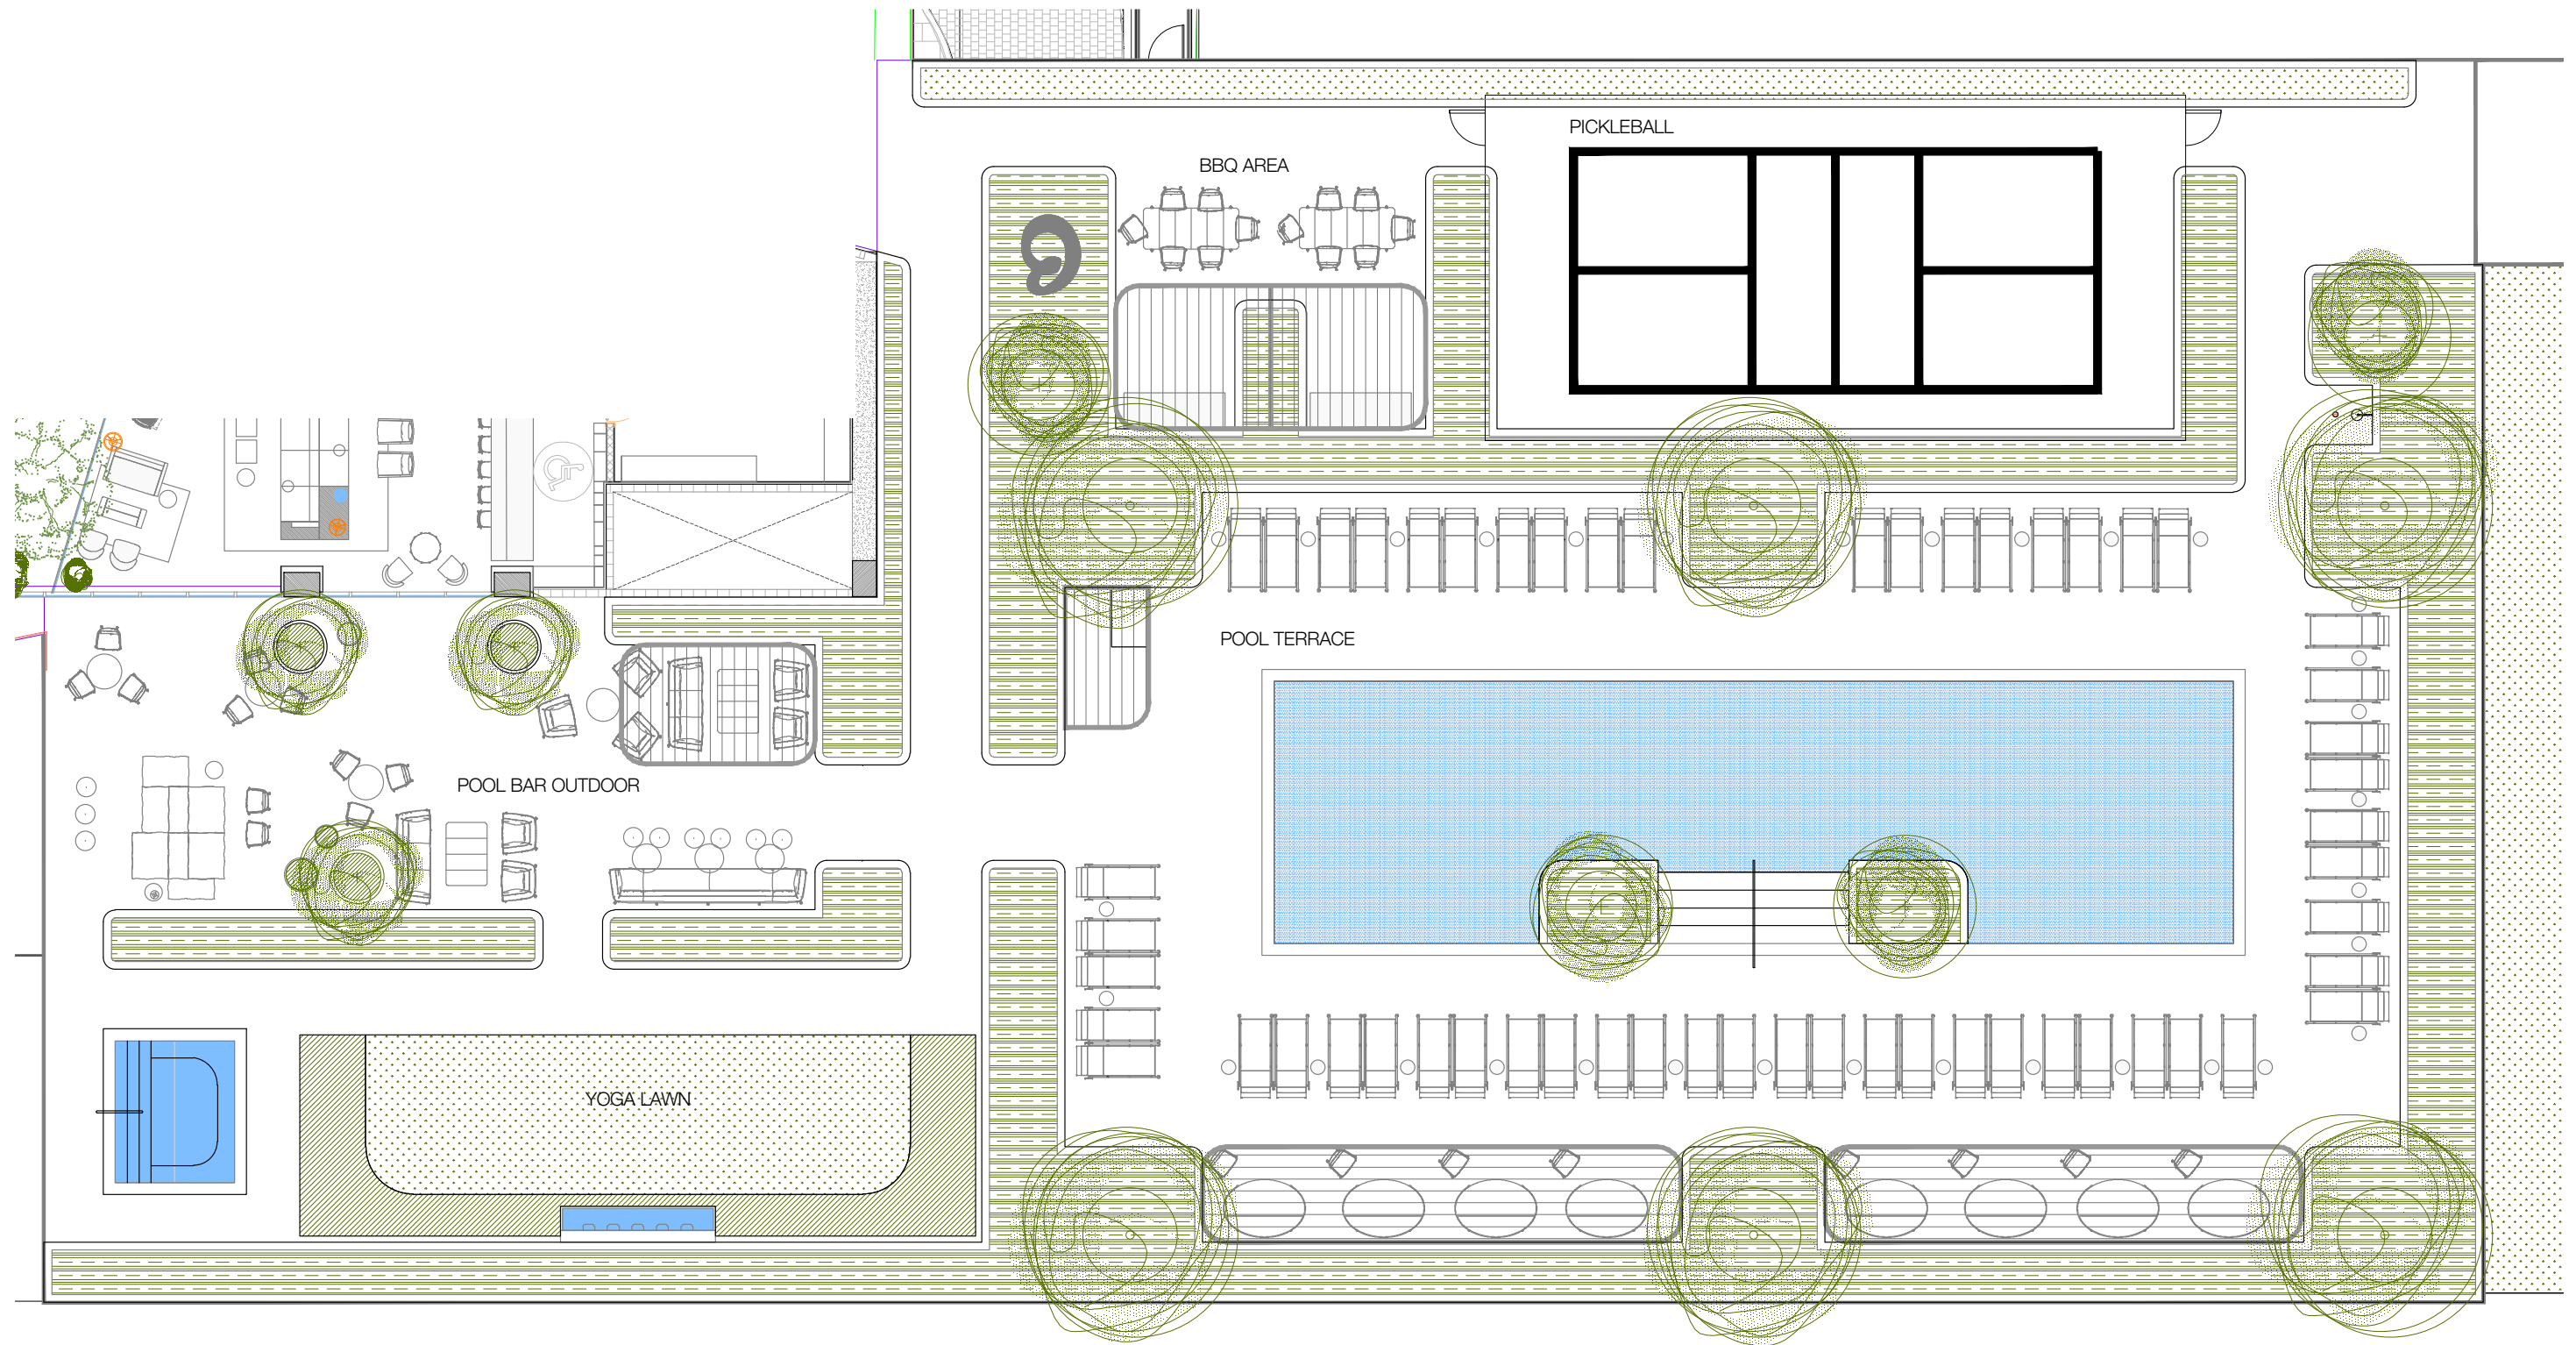 PICKLEBALL
BBQ AREA
POOL TERRACE
POOL BAR OUTDOOR
YOGA LAWN